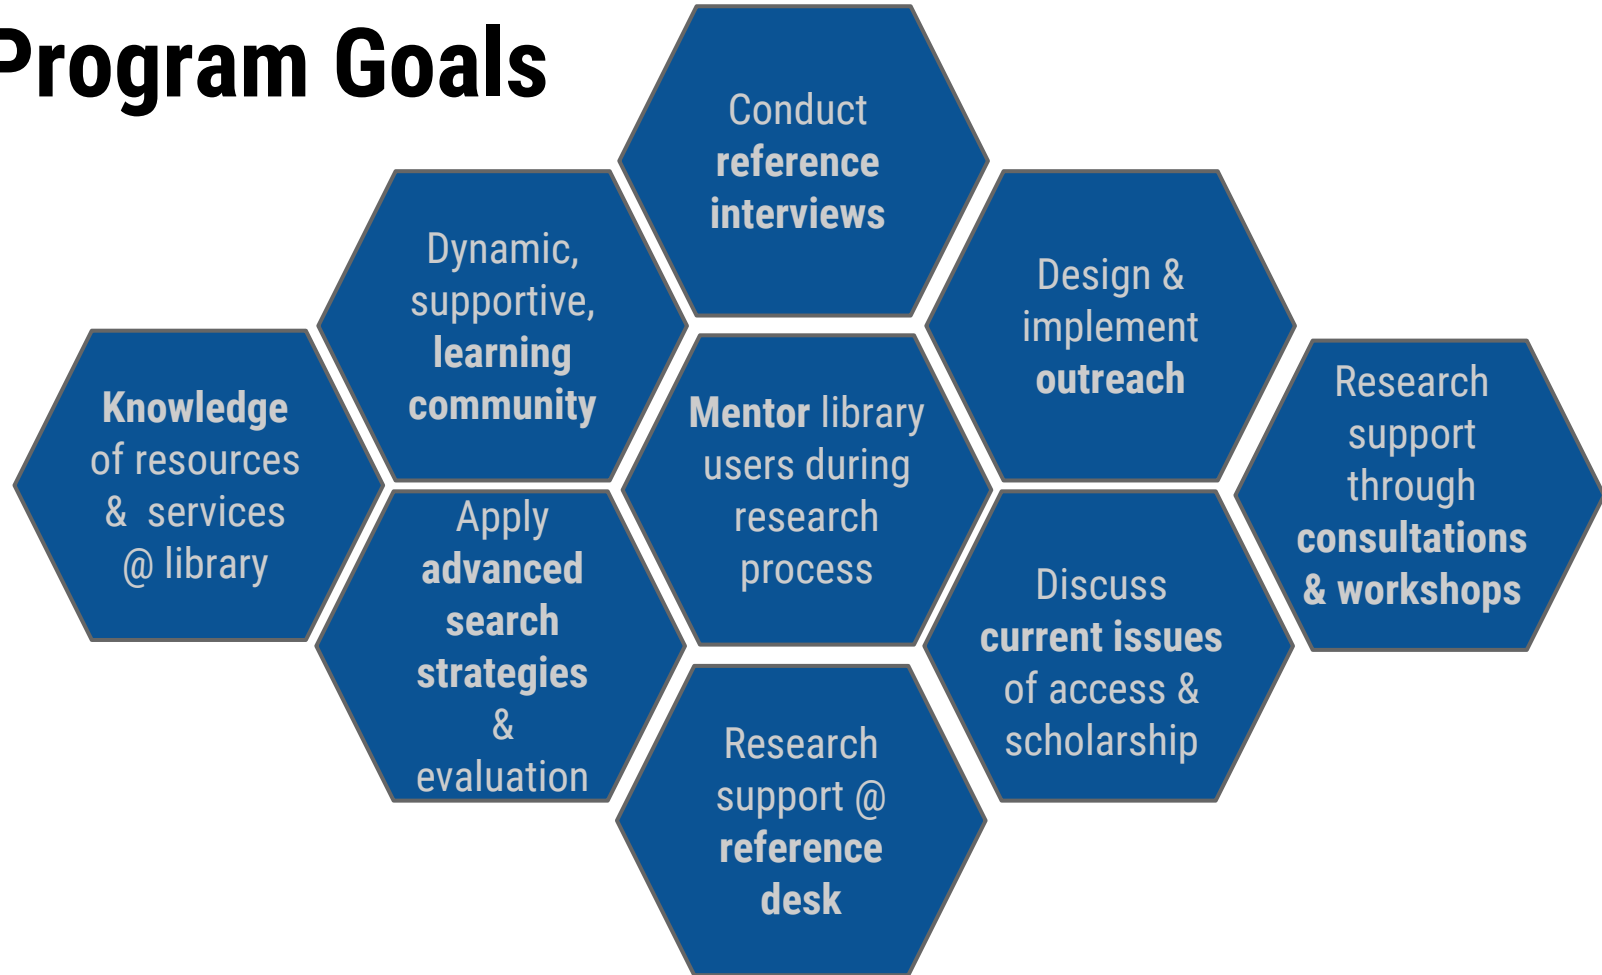 Program Goals
Conduct
reference
interviews
Dynamic,
supportive,
learning
community
Design &
implement
outreach
Knowledge
of resources
& services
@ library
Mentor library
users during
research
process
Research
support
through
consultations
& workshops
Apply
advanced
search
strategies
&
evaluation
Discuss
current issues
of access &
scholarship
Research
support @
reference
desk